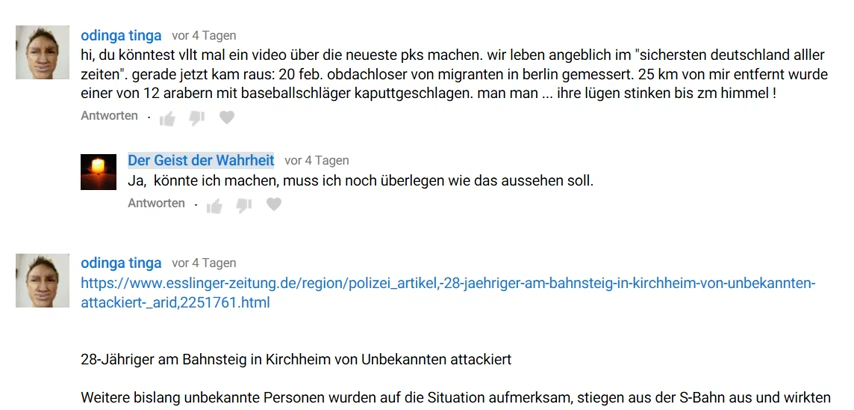 odinga tinga vor 4 Tagen
hi, du könntest vllt mal ein video über die neueste pks machen. wir leben angeblich im "sichersten deutschland alller
zeiten". gerade jetzt kam raus: 20 feb. obdachloser von migranten in berlin gemessert. 25 km von mir entfernt wurde
einer von 12 arabern mit baseballschläger kaputtgeschlagen. man man ... ihre lügen stinken bis zm himmel !
Antworten ·
Der Geist der Wahrheit vor 4 Tagen
Ja, könnte ich machen, muss ich noch überlegen wie das aussehen soll.
Antworten ·
odinga tinga vor 4 Tagen
https://www.esslinger-zeitung.de/region/polizei_artikel,-28-jaehriger-am-bahnsteig-in-kirchheim-von-unbekannten-
attackiert-_arid,2251761.html
28-Jähriger am Bahnsteig in Kirchheim von Unbekannten attackiert
Weitere bislang unbekannte Personen wurden auf die Situation aufmerksam, stiegen aus der S-Bahn aus und wirkten